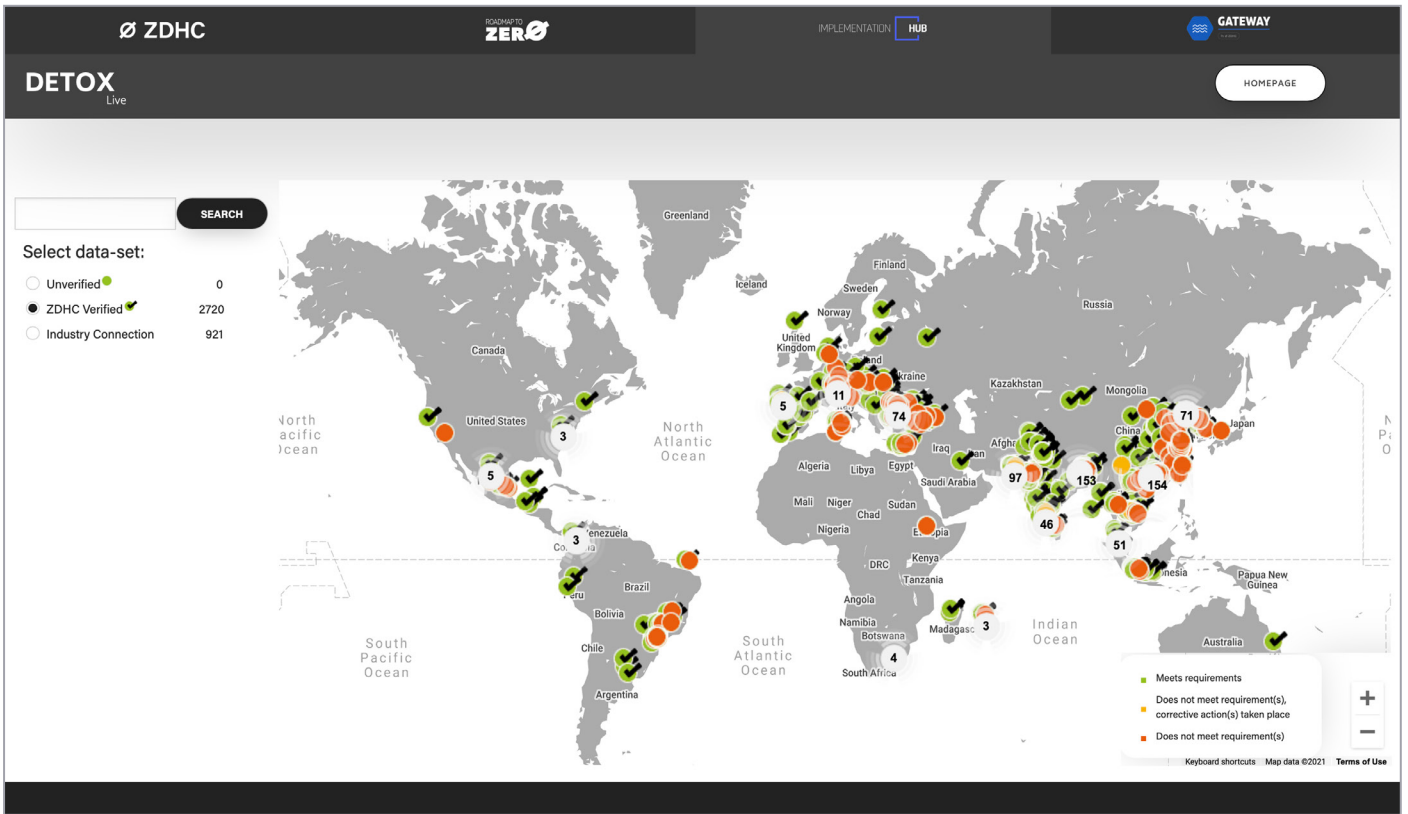 Ø ZDHC
ROADMAP TO
ZERØ
IMPLEMENTATION HUB
GATEWAY
DETOX
Live
HOMEPAGE
SEARCH
Select data-set:
Unverified 0
ZDHC Verified 2720
Industry Connection 921
Greenland
Iceland
Finland
Sweden
Norway
Russia
United
Kingdom
Canada
Kazakhstan
Mongolia
United States
North
Atlantic
Ocean
China
Japan
Iraq
Algeria
Libya
Egypt
Saudi Arabia
Mali
Niger
Chad
Sudan
Nigeria
DRC
Kenya
Tanzania
Brazil
Papua New
Guinea
Angola
Bolivia
Namibia
Botswana
Indian
Ocean
South
Pacific
Ocean
Chile
South
Atlantic
Ocean
Australia
South Africa
Argentina
5
11
74
71
3
5
97
153
154
46
3
51
3
4
Meets requirements
Does not meet requirement(s),
corrective action(s) taken place
Does not meet requirement(s)
Keyboard shortcuts Map data ©2021 Terms of Use